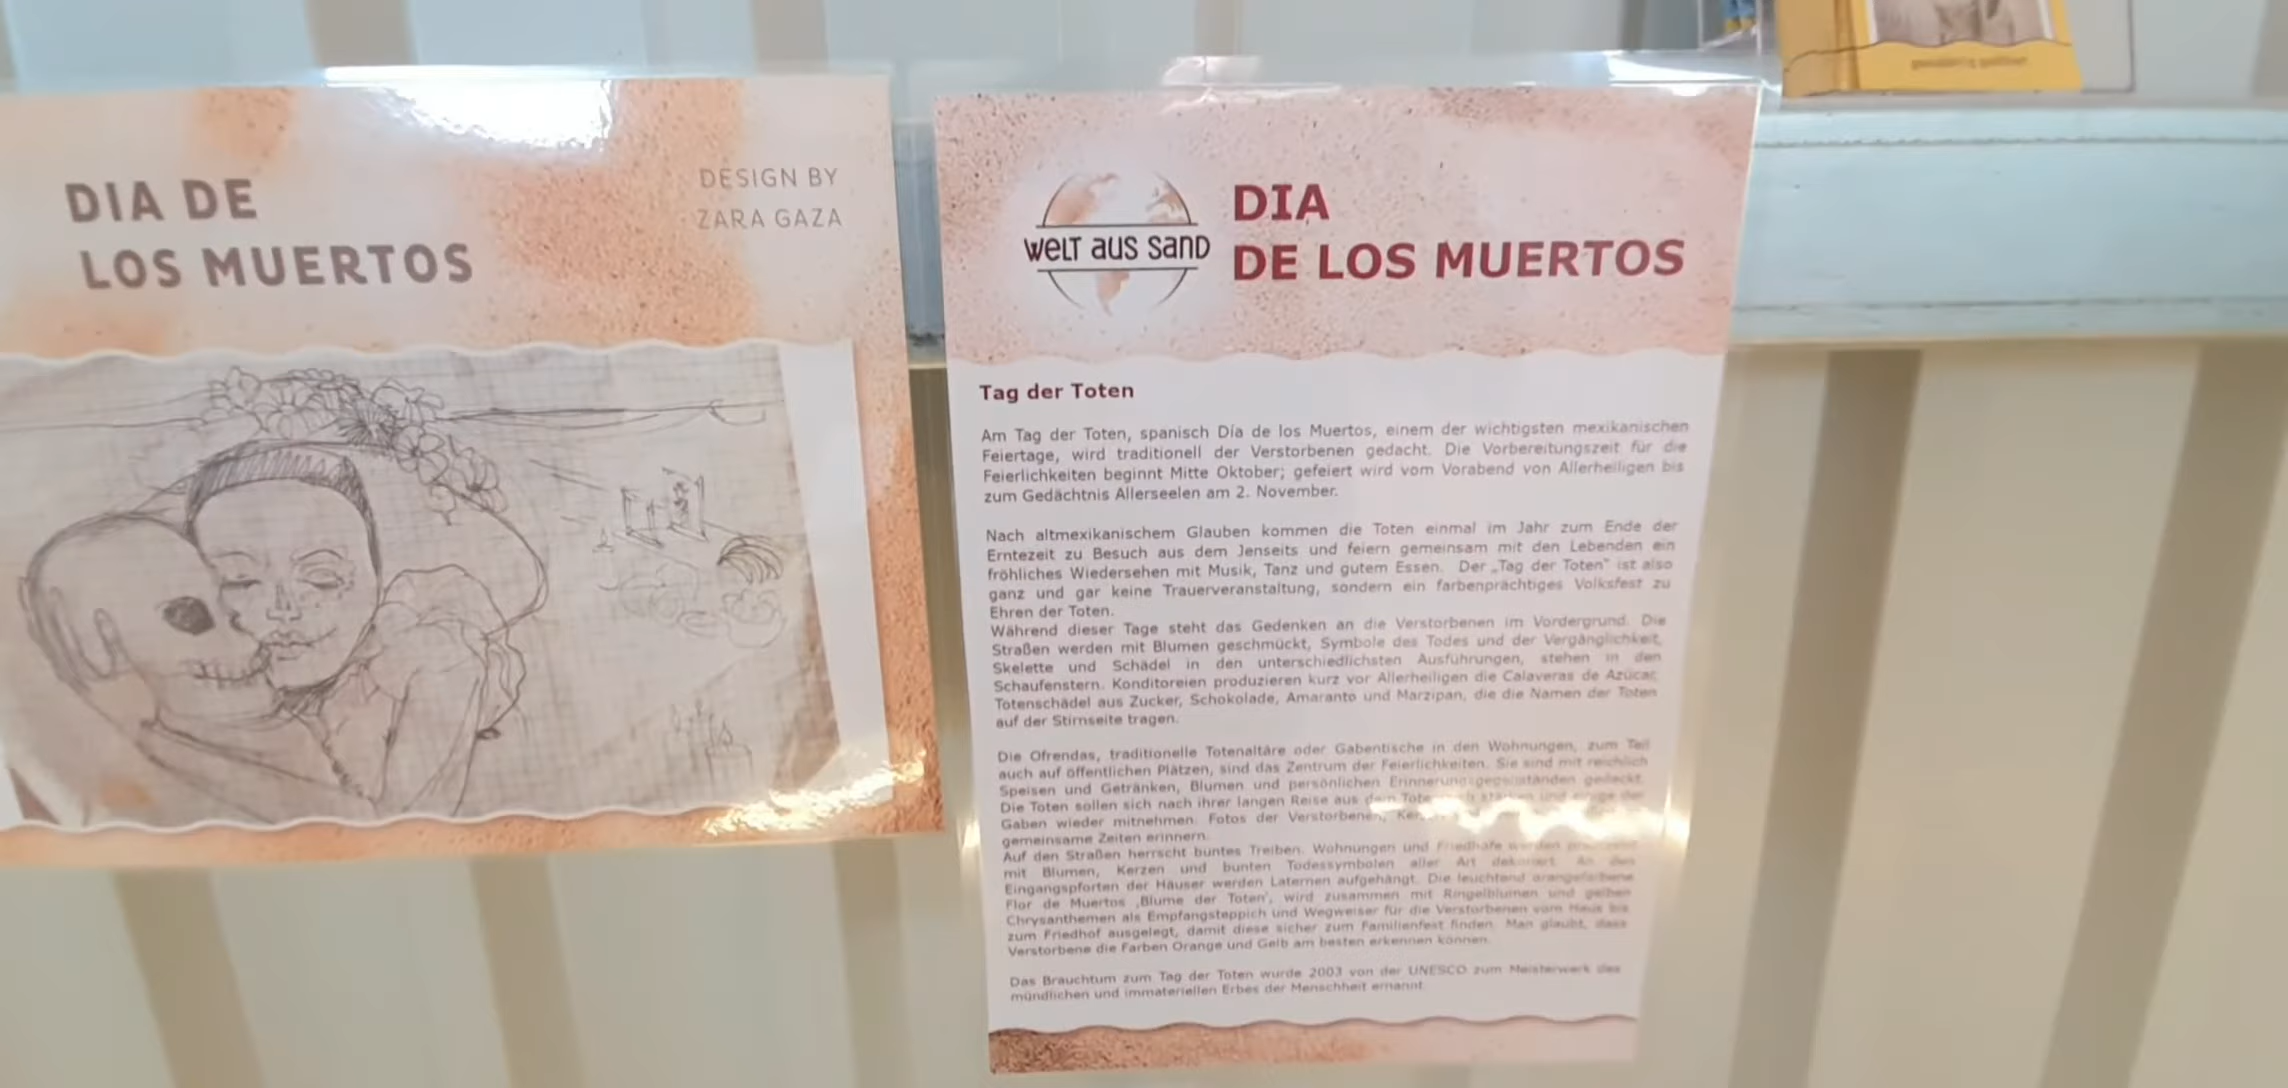 DIA DE
LOS MUERTOS
DESIGN BY
ZARA GAZA
WELT AUS SAND
DIA
DE LOS MUERTOS
Tag der Toten
Am Tag der Toten, spanisch Día de los Muertos, einem der wichtigsten mexikanischen
Feiertage, wird traditionell der Verstorbenen gedacht. Die Vorbereitungszeit für die
Feierlichkeiten beginnt Mitte Oktober; gefeiert wird vom Vorabend von Allerheiligen bis
zum Gedächtnis Allerseelen am 2. November.
Nach altmexikanischem Glauben kommen die Toten einmal im Jahr zum Ende der
Erntezeit zu Besuch aus dem Jenseits und feiern gemeinsam mit den Lebenden ein
fröhliches Wiedersehen mit Musik, Tanz und gutem Essen. Der „Tag der Toten" ist also
ganz und gar keine Trauerveranstaltung, sondern ein farbenprächtiges Volksfest zu
Ehren der Toten.
Während dieser Tage steht das Gedenken an die Verstorbenen im Vordergrund. Die
Straßen werden mit Blumen geschmückt, Symbole des Todes und der Vergänglichkeit,
Skelette und Schädel in den unterschiedlichsten Ausführungen, stehen in den
Schaufenstern. Konditoreien produzieren kurz vor Allerheiligen die Calaveras de Azúcar,
Totenschädel aus Zucker, Schokolade, Amaranto und Marzipan, die die Namen der Toten
auf der Stirnseite tragen.
Die Ofrendas, traditionelle Totenaltäre oder Gabentische in den Wohnungen, zum Teil
auch auf öffentlichen Plätzen, sind das Zentrum der Feierlichkeiten. Sie sind mit reichlich
Speisen und Getränken, Blumen und persönlichen Erinnerungsgegenständen gedeckt.
Die Toten sollen sich nach ihrer langen Reise aus dem und einige der
Gaben wieder mitnehmen. Fotos der Verstorbenen,
gemeinsame Zeiten erinnern.
Auf den Straßen herrscht buntes Treiben. Wohnungen und Friedhöfe werden
mit Blumen, Kerzen und bunten Todessymbolen aller Art dekoriert. An den
Eingangspforten der Häuser werden Laternen aufgehängt. Die leuchtend orangefarbene
Flor de Muertos ‚Blume der Toten', wird zusammen mit Ringelblumen und gelben
Chrysanthemen als Empfangsteppich und Wegweiser für die Verstorbenen vom Haus bis
zum Friedhof ausgelegt, damit diese sicher zum Familienfest finden. Man glaubt, dass
Verstorbene die Farben Orange und Gelb am besten erkennen können.
Das Brauchtum zum Tag der Toten wurde 2003 von der UNESCO zum Meisterwerk des
mündlichen und immateriellen Erbes der Menschheit ernannt.